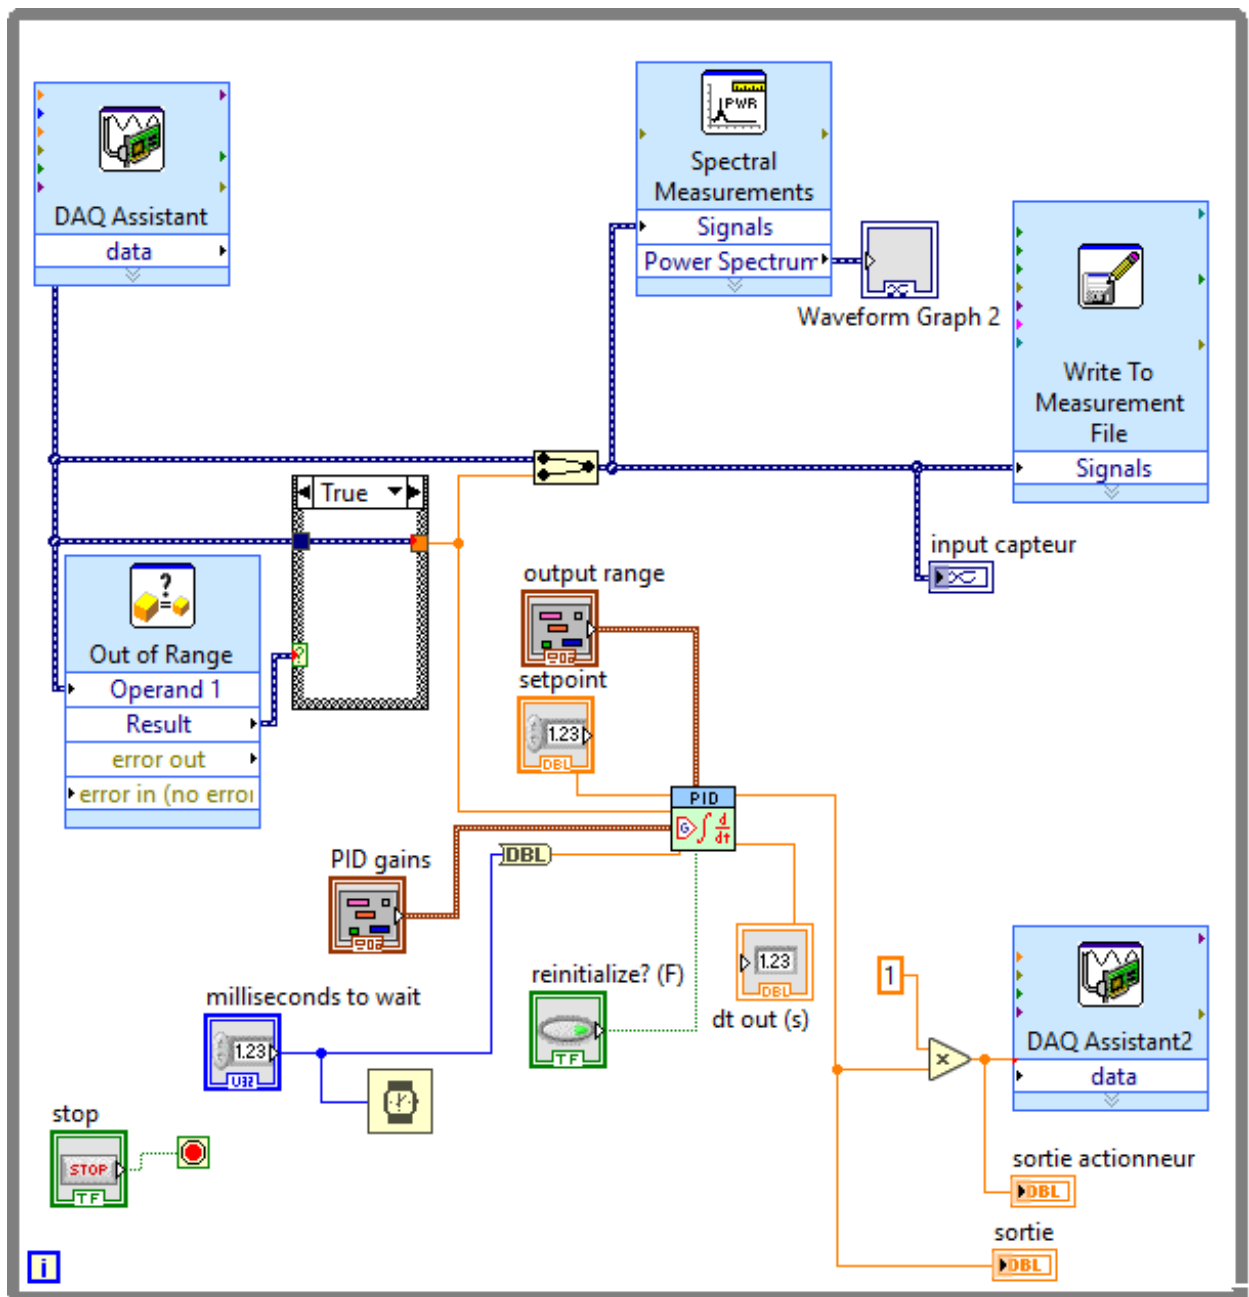 DAQ Assistant
data
PWR
Spectral
Measurements
Signals
Power Spectrum
Waveform Graph 2
Write To
Measurement
File
Signals
True
input capteur
?
=
Out of Range
Operand 1
Result
error out
error in (no error
?
output range
setpoint
1.23
DBL
PID
G ∫ d
dt
PID gains
DBL
milliseconds to wait
1.23
U32
reinitialize? (F)
TF
1.23
DBL
dt out (s)
1
×
DAQ Assistant2
data
stop
STOP
TF
sortie actionneur
DBL
sortie
DBL
i